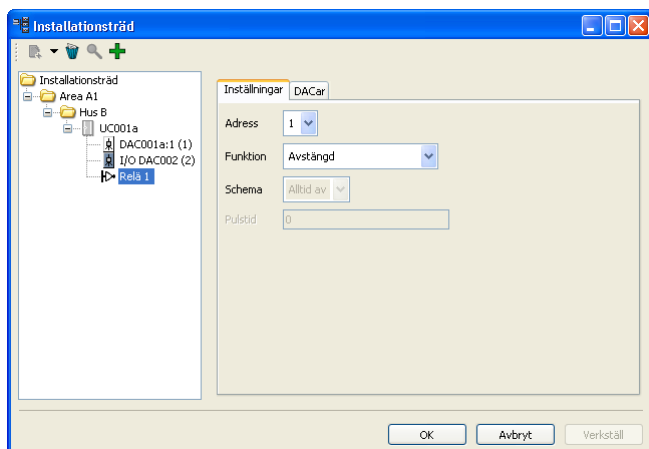 Installationsträd
Installationsträd
Area A1
Hus B
UC001a
DAC001a:1 (1)
I/O DAC002 (2)
Relä 1
Inställningar DACar
Adress 1
Funktion Avstängd
Schema Alltid av
Pulstid 0
OK Avbryt Verkställ